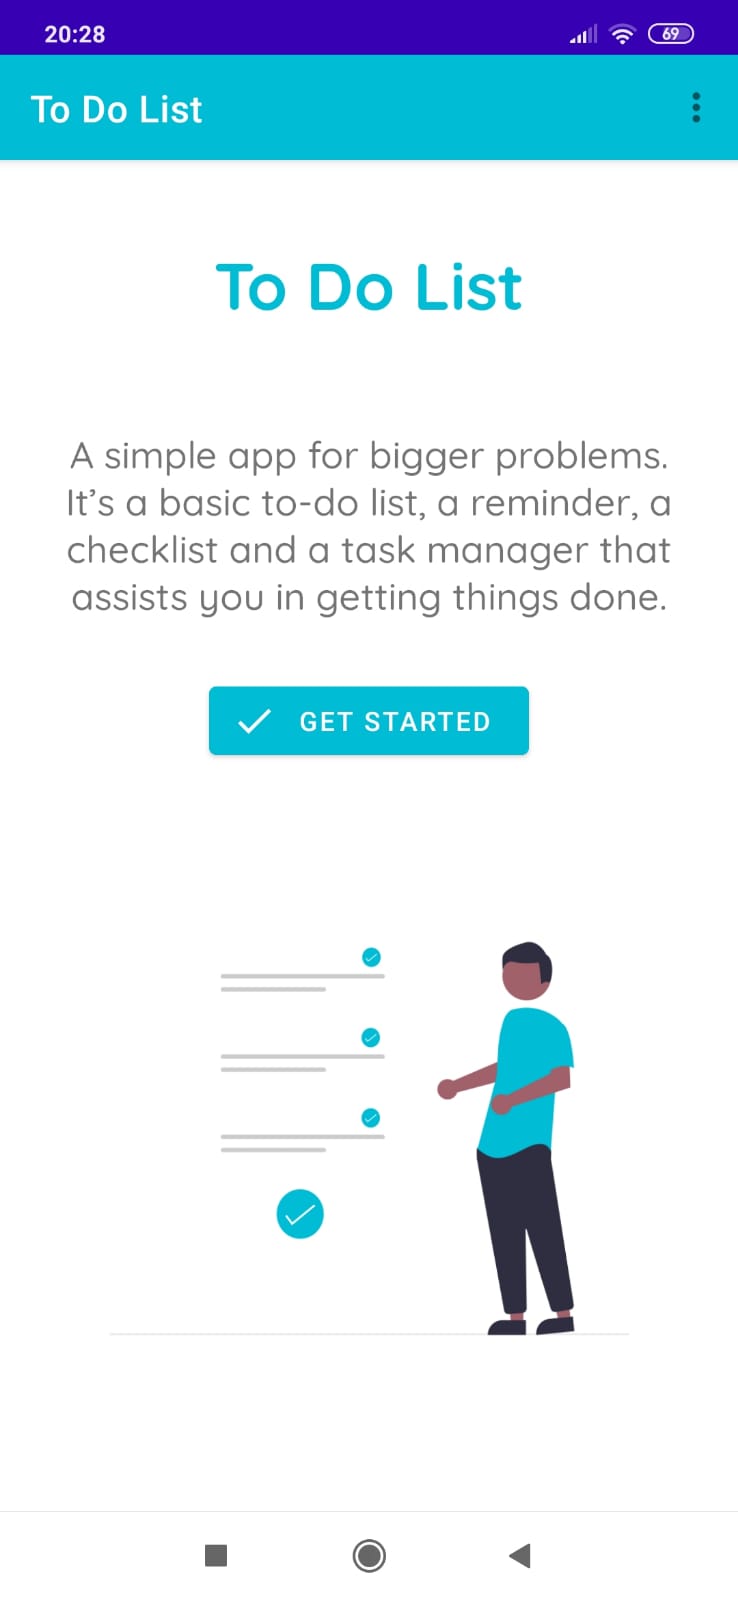 20:28
69
To Do List
To Do List
A simple app for bigger problems.
It’s a basic to-do list, a reminder, a
checklist and a task manager that
assists you in getting things done.
GET STARTED